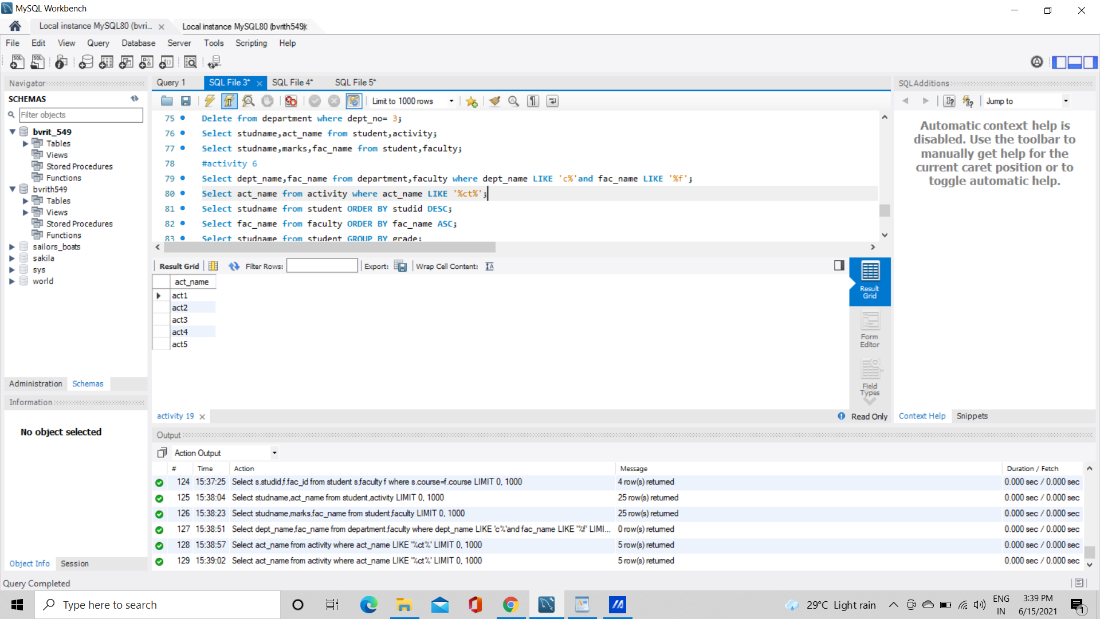 MySQL Workbench
Local instance MySQL80 (bvri... × Local instance MySQL80 (bvrith549)
File Edit View Query Database Server Tools Scripting Help
Navigator
SCHEMAS
Filter objects
bvrit_549
Tables
Views
Stored Procedures
Functions
bvrith549
Tables
Views
Stored Procedures
Functions
sailors_boats
sakila
sys
world
Administration Schemas
Information
No object selected
Object Info Session
Query 1 SQL File 3* × SQL File 4* SQL File 5*
Limit to 1000 rows
75 Delete from department where dept_no= 3;
76 Select studname,act_name from student,activity;
77 Select studname,marks,fac_name from student,faculty;
78 #activity 6
79 Select dept_name,fac_name from department,faculty where dept_name LIKE 'c%'and fac_name LIKE '%f';
80 Select act_name from activity where act_name LIKE '%ct%';
81 Select studname from student ORDER BY studid DESC;
82 Select fac_name from faculty ORDER BY fac_name ASC;
83 Select studname from student GROUP BY grade;
Result Grid Filter Rows: Export: Wrap Cell Content:
act_name
act1
act2
act3
act4
act5
Result Grid
Form Editor
Field Types
activity 19 × Read Only
SQLAdditions
Jump to
Automatic context help is
disabled. Use the toolbar to
manually get help for the
current caret position or to
toggle automatic help.
Context Help Snippets
Output
Action Output
# Time Action Message Duration / Fetch
124 15:37:25 Select s.studid,f.fac_id from student s,faculty f where s.course=f.course LIMIT 0, 1000 4 row(s) returned 0.000 sec / 0.000 sec
125 15:38:04 Select studname,act_name from student,activity LIMIT 0, 1000 25 row(s) returned 0.000 sec / 0.000 sec
126 15:38:23 Select studname,marks,fac_name from student,faculty LIMIT 0, 1000 25 row(s) returned 0.000 sec / 0.000 sec
127 15:38:51 Select dept_name,fac_name from department,faculty where dept_name LIKE 'c%'and fac_name LIKE '%f' LIMI... 0 row(s) returned 0.000 sec / 0.000 sec
128 15:38:57 Select act_name from activity where act_name LIKE '%ct%' LIMIT 0, 1000 5 row(s) returned 0.000 sec / 0.000 sec
129 15:39:02 Select act_name from activity where act_name LIKE '%ct%' LIMIT 0, 1000 5 row(s) returned 0.000 sec / 0.000 sec
Query Completed
Type here to search
29°C Light rain
ENG
IN
3:39 PM
6/15/2021
1